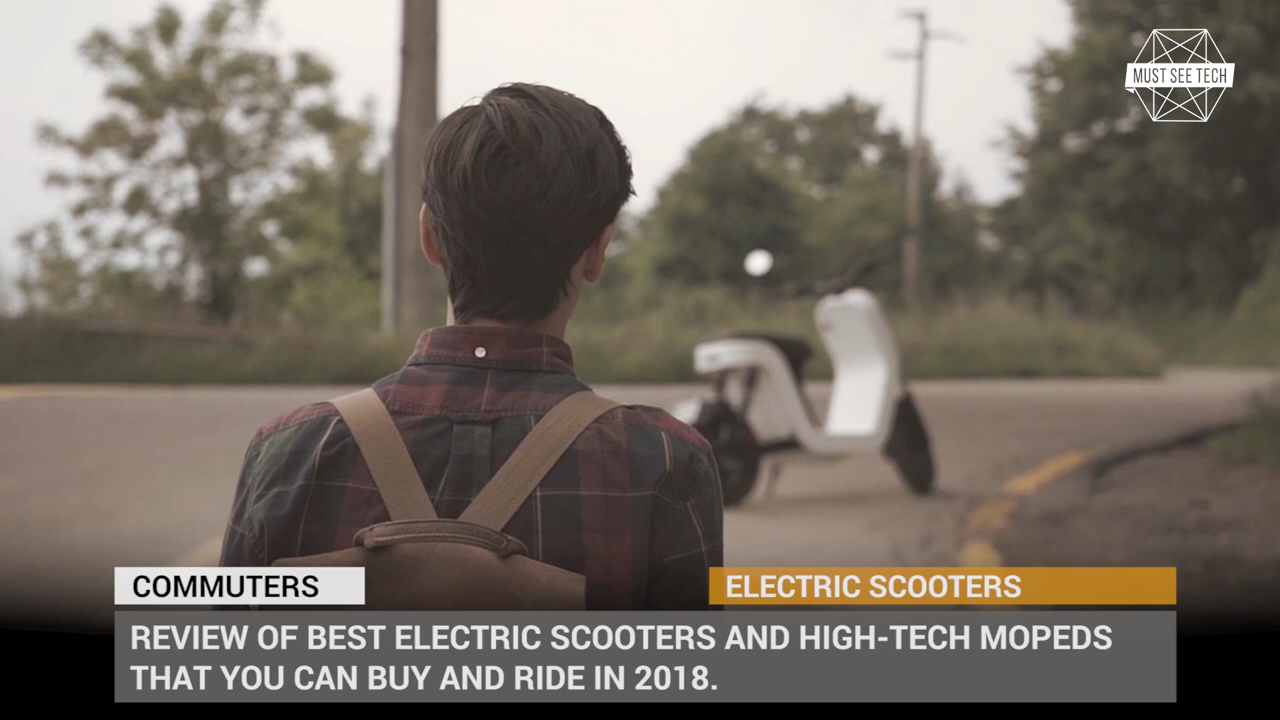 MUST SEE TECH
COMMUTERS
ELECTRIC SCOOTERS
REVIEW OF BEST ELECTRIC SCOOTERS AND HIGH-TECH MOPEDS
THAT YOU CAN BUY AND RIDE IN 2018.